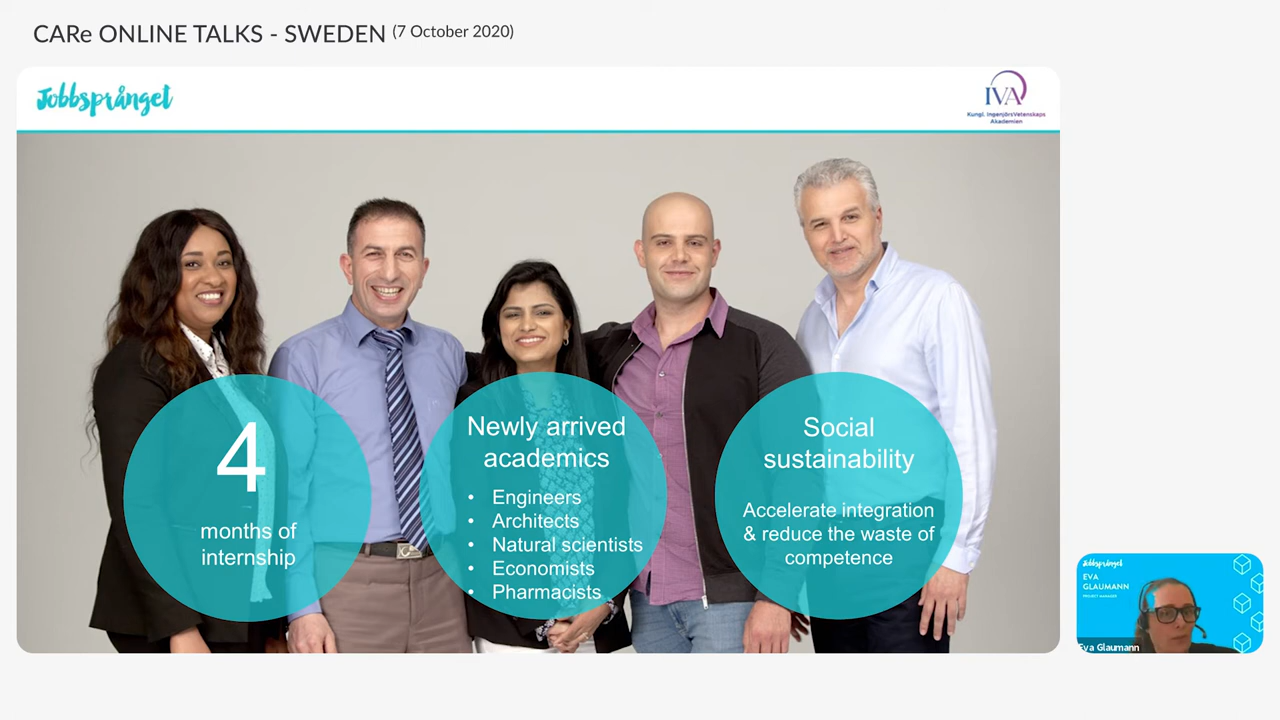 CARe ONLINE TALKS - SWEDEN (7 October 2020)
Jobbsprånget
IVA
Kungl. IngenjörsVetenskaps
Akademien
4
months of
internship
Newly arrived
academics
• Engineers
• Architects
• Natural scientists
• Economists
• Pharmacists
Social
sustainability
Accelerate integration
& reduce the waste of
competence
Jobbsprånget
EVA
GLAUMANN
PROJECT MANAGER
Eva Glaumann